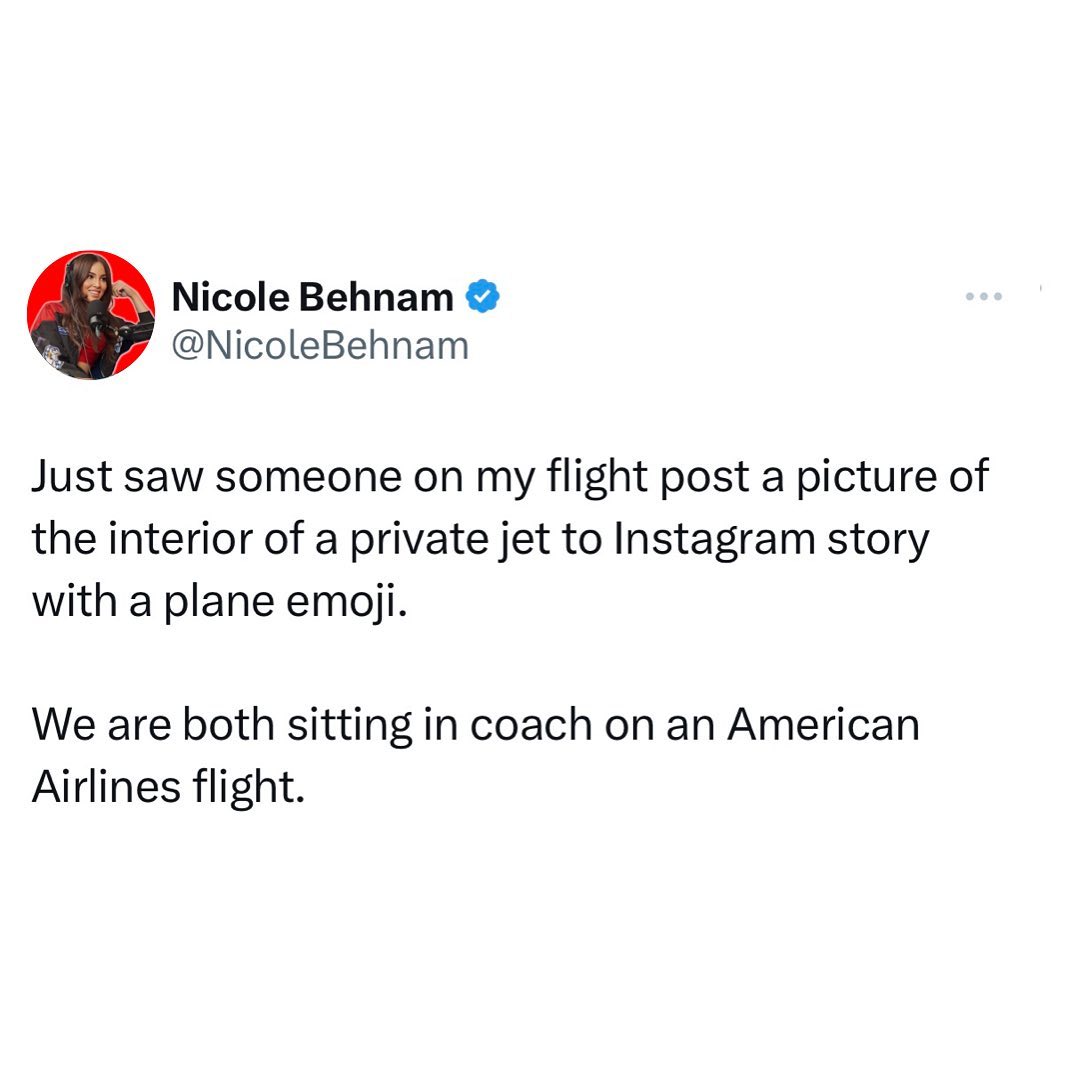 Nicole Behnam
@NicoleBehnam
Just saw someone on my flight post a picture of
the interior of a private jet to Instagram story
with a plane emoji.
We are both sitting in coach on an American
Airlines flight.